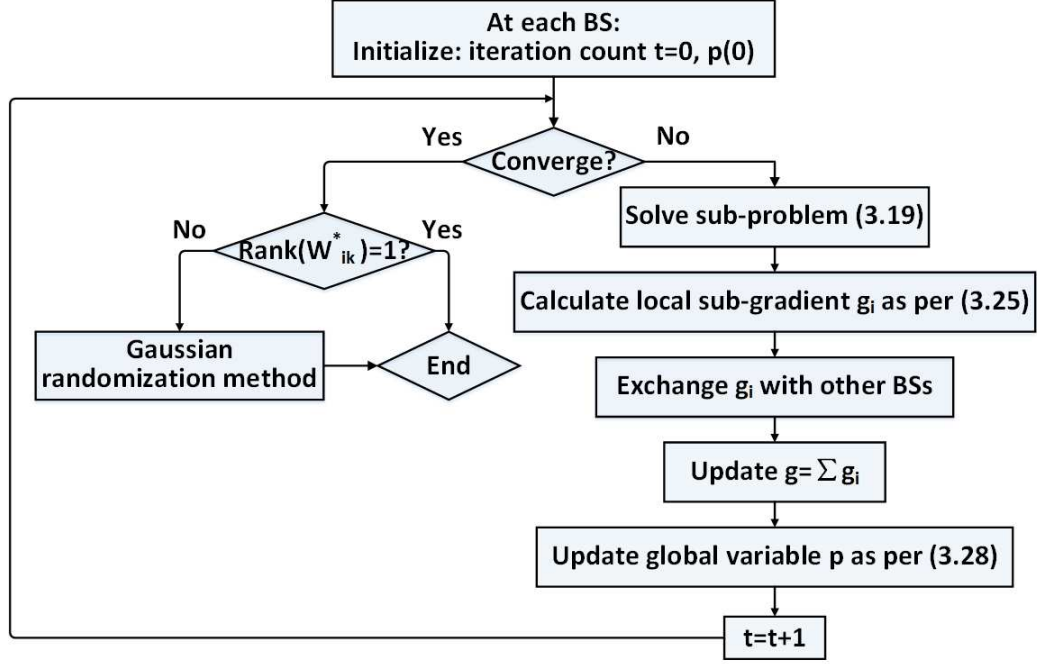 At each BS:
Initialize: iteration count t=0, p(0)
Yes
No
Converge?
Solve sub-problem (3.19)
No
Yes
Rank(W*ik)=1?
Calculate local sub-gradient gi as per (3.25)
Gaussian
randomization method
End
Exchange gi with other BSs
Update g= Σ gi
Update global variable p as per (3.28)
t=t+1